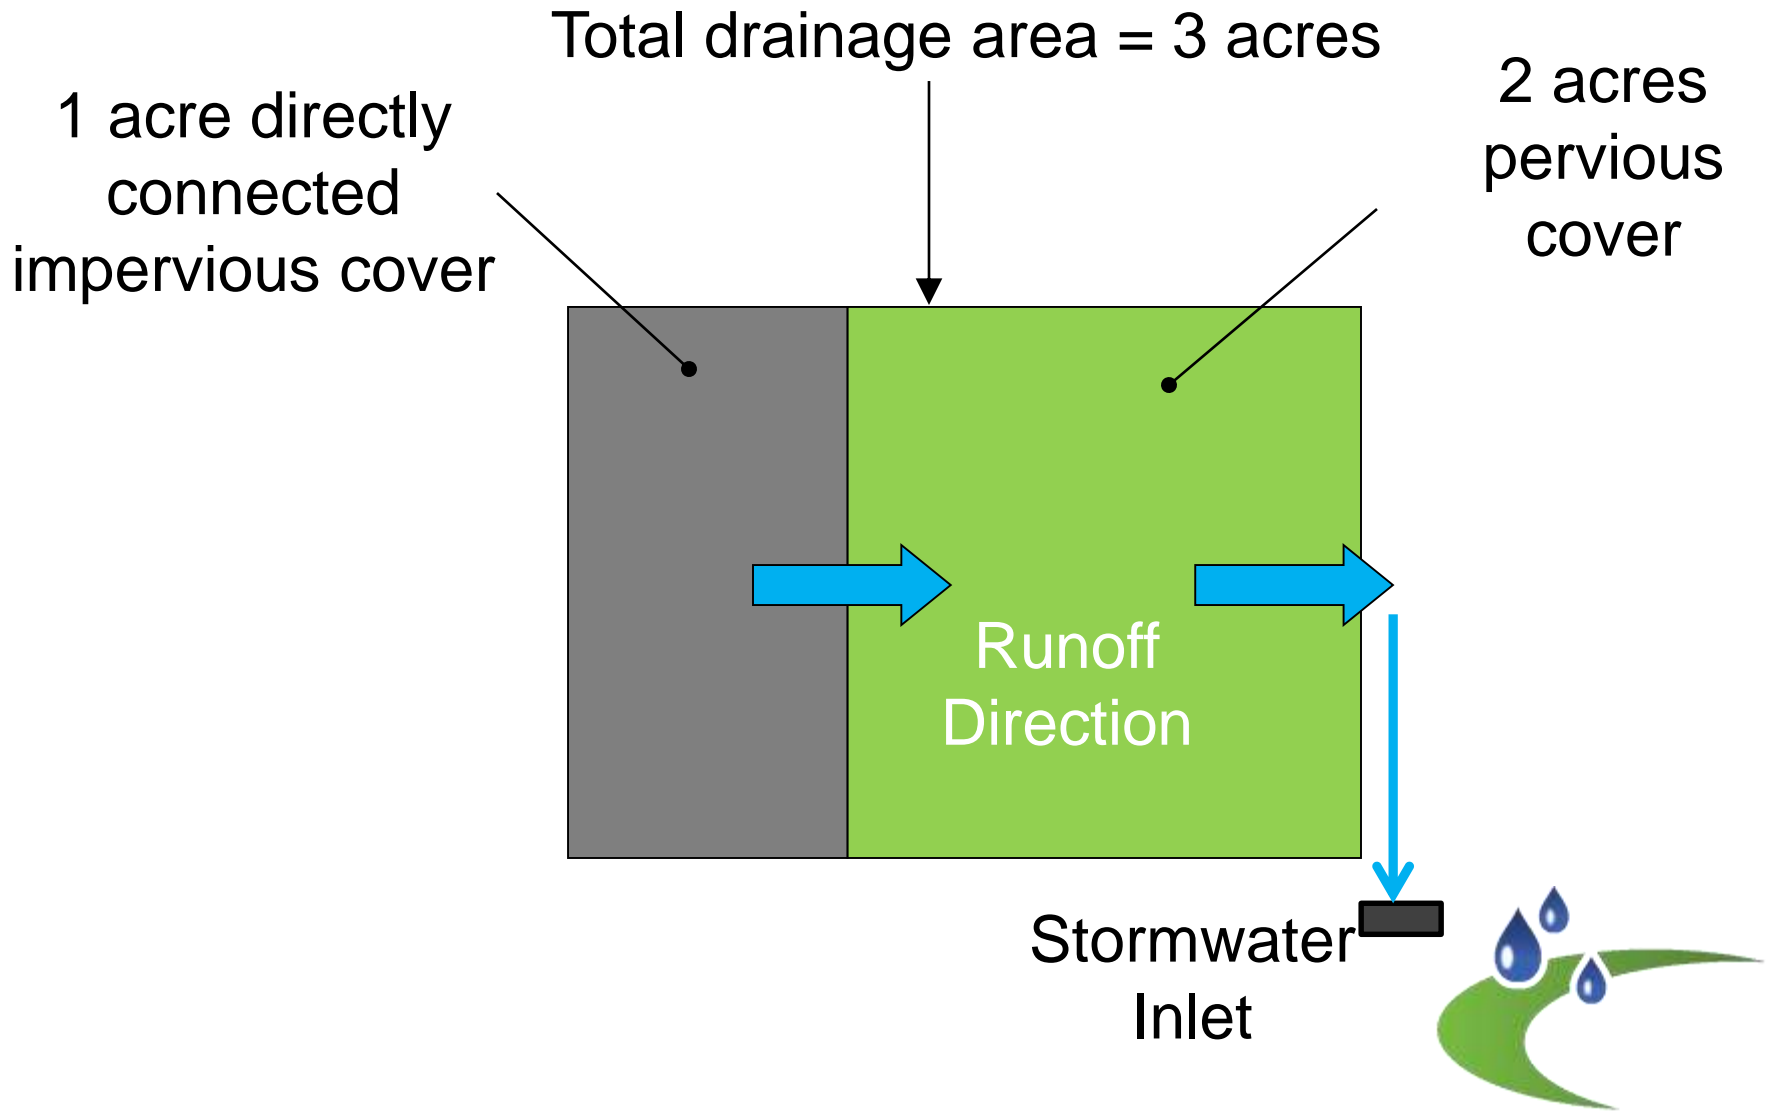 Total drainage area = 3 acres
1 acre directly
connected
impervious cover
2 acres
pervious
cover
Runoff
Direction
Stormwater
Inlet